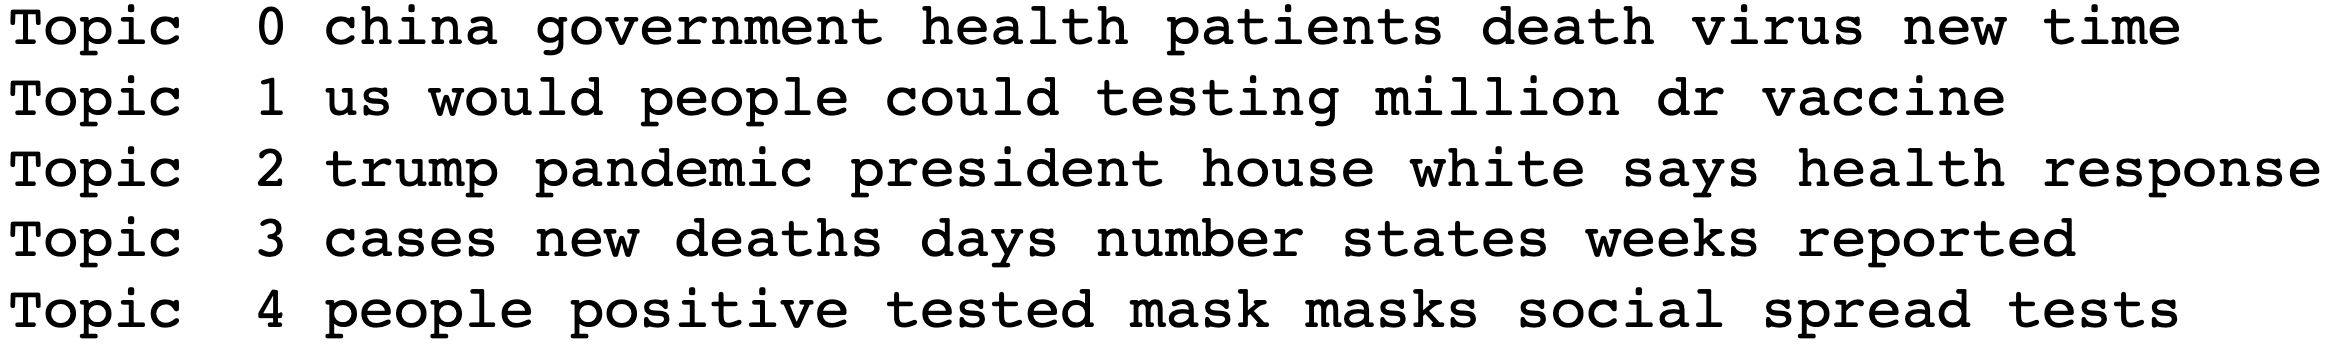 Topic  0 china government health patients death virus new time
Topic  1 us would people could testing million dr vaccine
Topic  2 trump pandemic president house white says health response
Topic  3 cases new deaths days number states weeks reported
Topic  4 people positive tested mask masks social spread tests